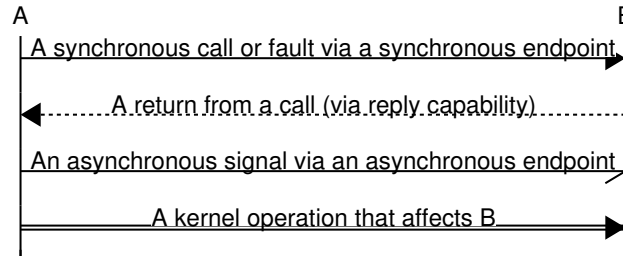 A
A synchronous call or fault via a synchronous endpoint
A return from a call (via reply capability)
An asynchronous signal via an asynchronous endpoint
A kernel operation that affects B